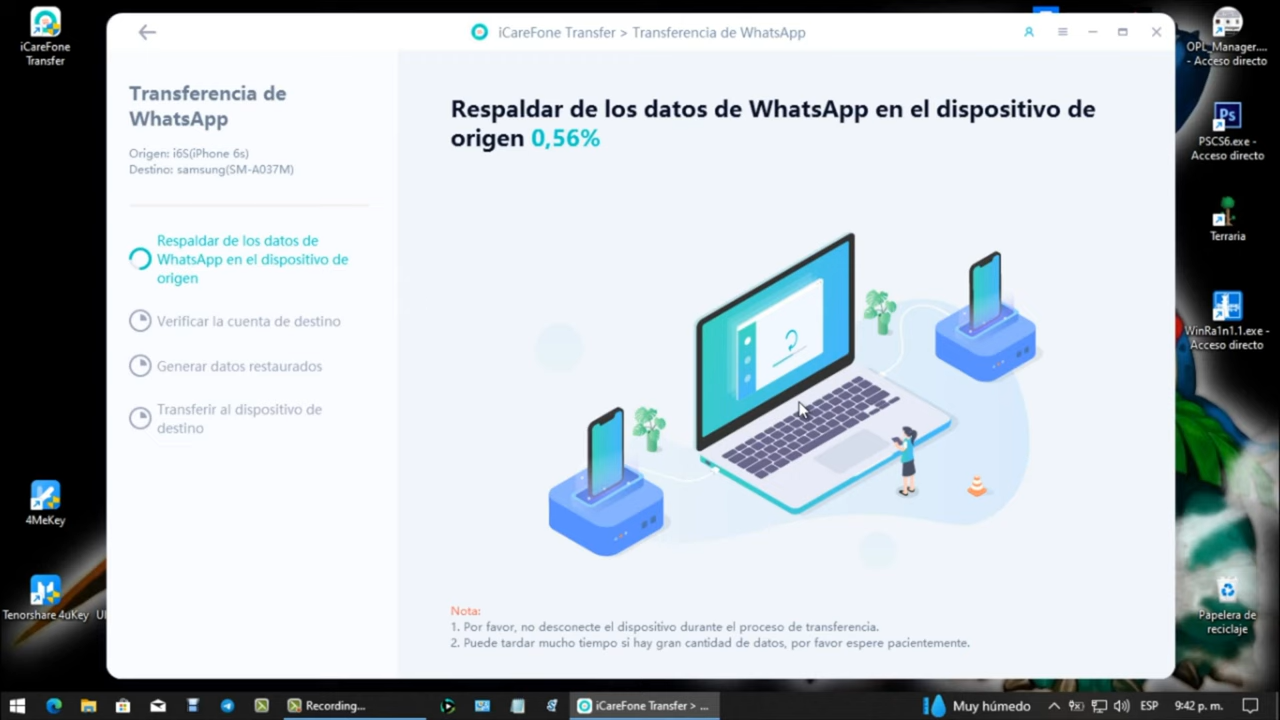 iCareFone
Transfer
4MeKey
Tenorshare 4uKey
iCareFone Transfer > Transferencia de WhatsApp
Transferencia de
WhatsApp
Origen: i6S(iPhone 6s)
Destino: samsung(SM-A037M)
Respaldar de los datos de
WhatsApp en el dispositivo de
origen
Verificar la cuenta de destino
Generar datos restaurados
Transferir al dispositivo de
destino
Respaldar de los datos de WhatsApp en el dispositivo de
origen 0,56%
Nota:
1. Por favor, no desconecte el dispositivo durante el proceso de transferencia.
2. Puede tardar mucho tiempo si hay gran cantidad de datos, por favor espere pacientemente.
OPL_Manager....
- Acceso directo
Ps
PSCS6.exe -
Acceso directo
Terraria
WinRa1n1.1.exe -
Acceso directo
Papelera de
reciclaje
Recording...
iCareFone Transfer > ...
Muy húmedo
ESP
9:42 p. m.